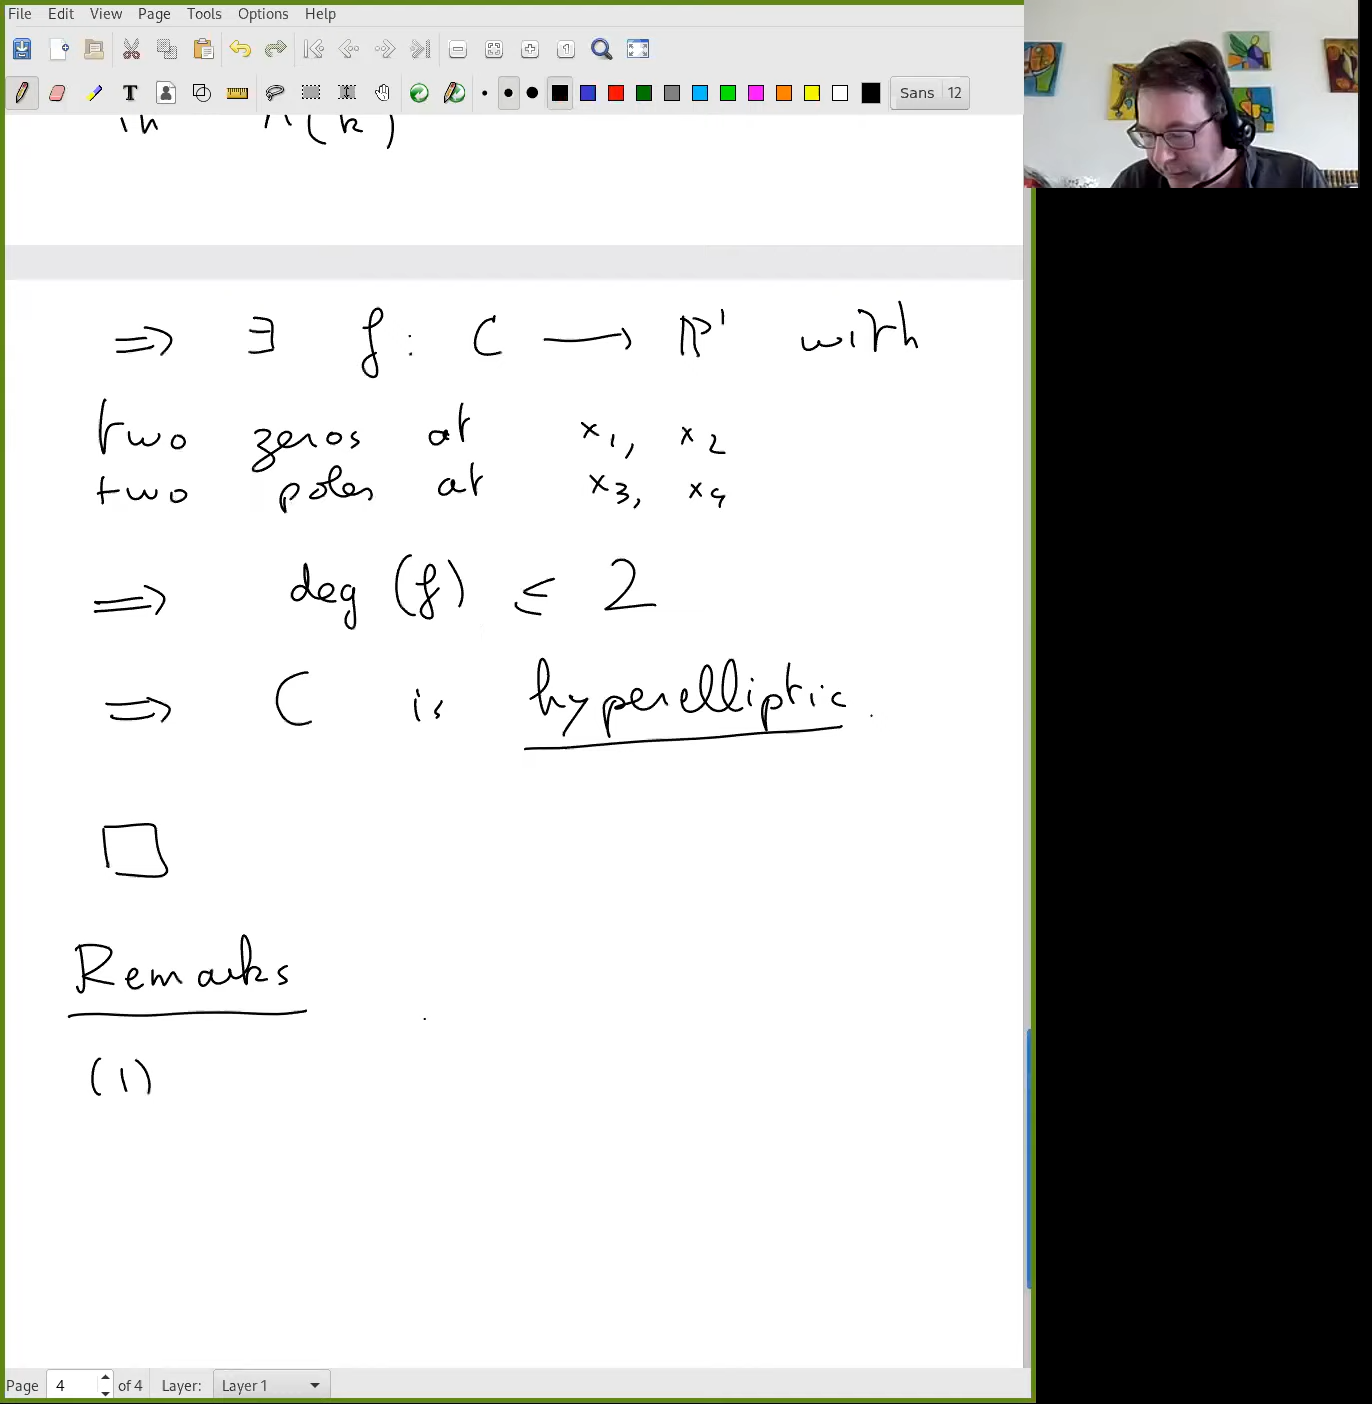 File Edit View Page Tools Options Help
Sans 12
in (k)
⇒ ∃ f: C ⟶ ℙ¹ with
two zeros at x₁, x₂
two poles at x₃, x₄
⇒ deg (f) ≤ 2
⇒ C is hyperelliptic.
□
Remarks
(1)
Page 4 of 4 Layer: Layer 1